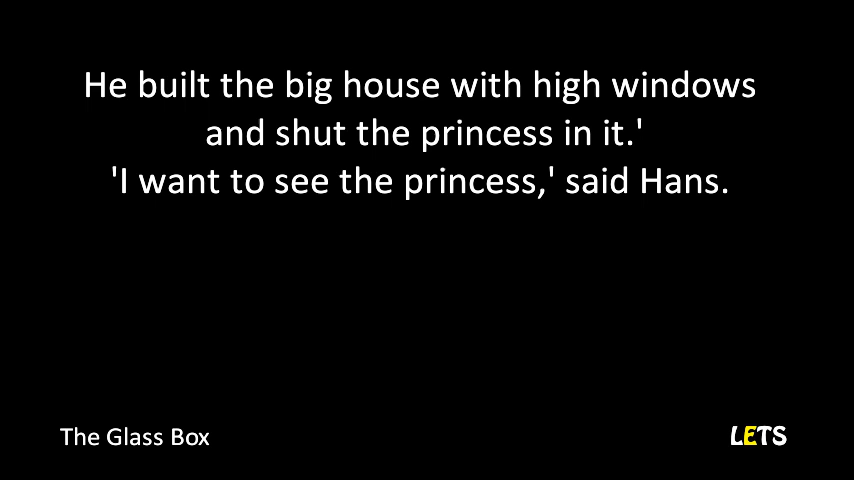 He built the big house with high windows
and shut the princess in it.'
'I want to see the princess,' said Hans.
The Glass Box
LETS